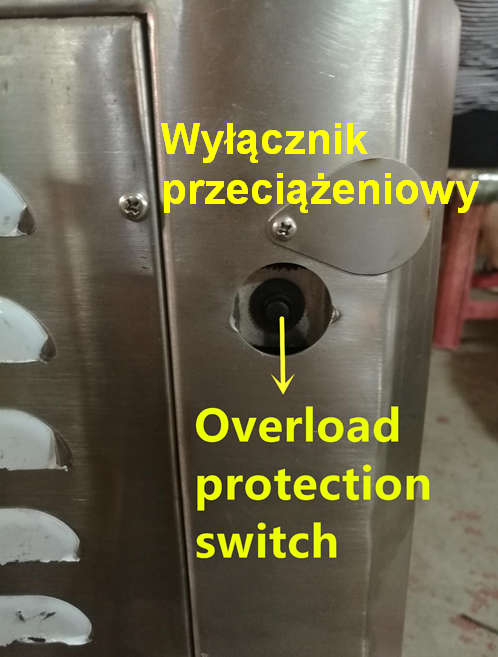 Wyłącznik
przeciążeniowy
Overload
protection
switch